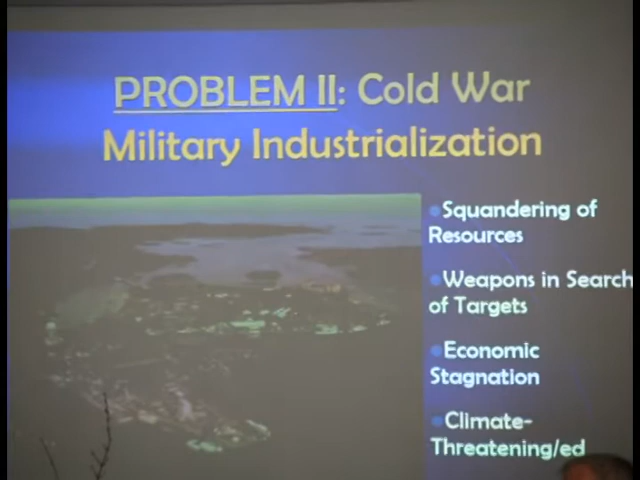 PROBLEM II: Cold War
Military Industrialization
Squandering of
Resources
Weapons in Search
of Targets
Economic
Stagnation
Climate-
Threatening/ed